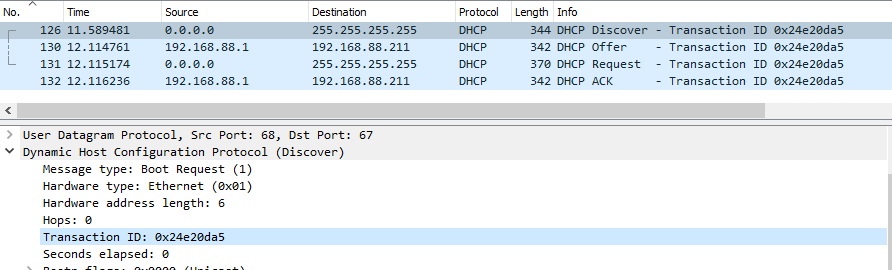 No. Time Source Destination Protocol Length Info
126 11.589481 0.0.0.0 255.255.255.255 DHCP 344 DHCP Discover - Transaction ID 0x24e20da5
130 12.114761 192.168.88.1 192.168.88.211 DHCP 342 DHCP Offer - Transaction ID 0x24e20da5
131 12.115174 0.0.0.0 255.255.255.255 DHCP 370 DHCP Request - Transaction ID 0x24e20da5
132 12.116236 192.168.88.1 192.168.88.211 DHCP 342 DHCP ACK - Transaction ID 0x24e20da5
User Datagram Protocol, Src Port: 68, Dst Port: 67
Dynamic Host Configuration Protocol (Discover)
Message type: Boot Request (1)
Hardware type: Ethernet (0x01)
Hardware address length: 6
Hops: 0
Transaction ID: 0x24e20da5
Seconds elapsed: 0
Bootp flags: 0x0000 (Unicast)